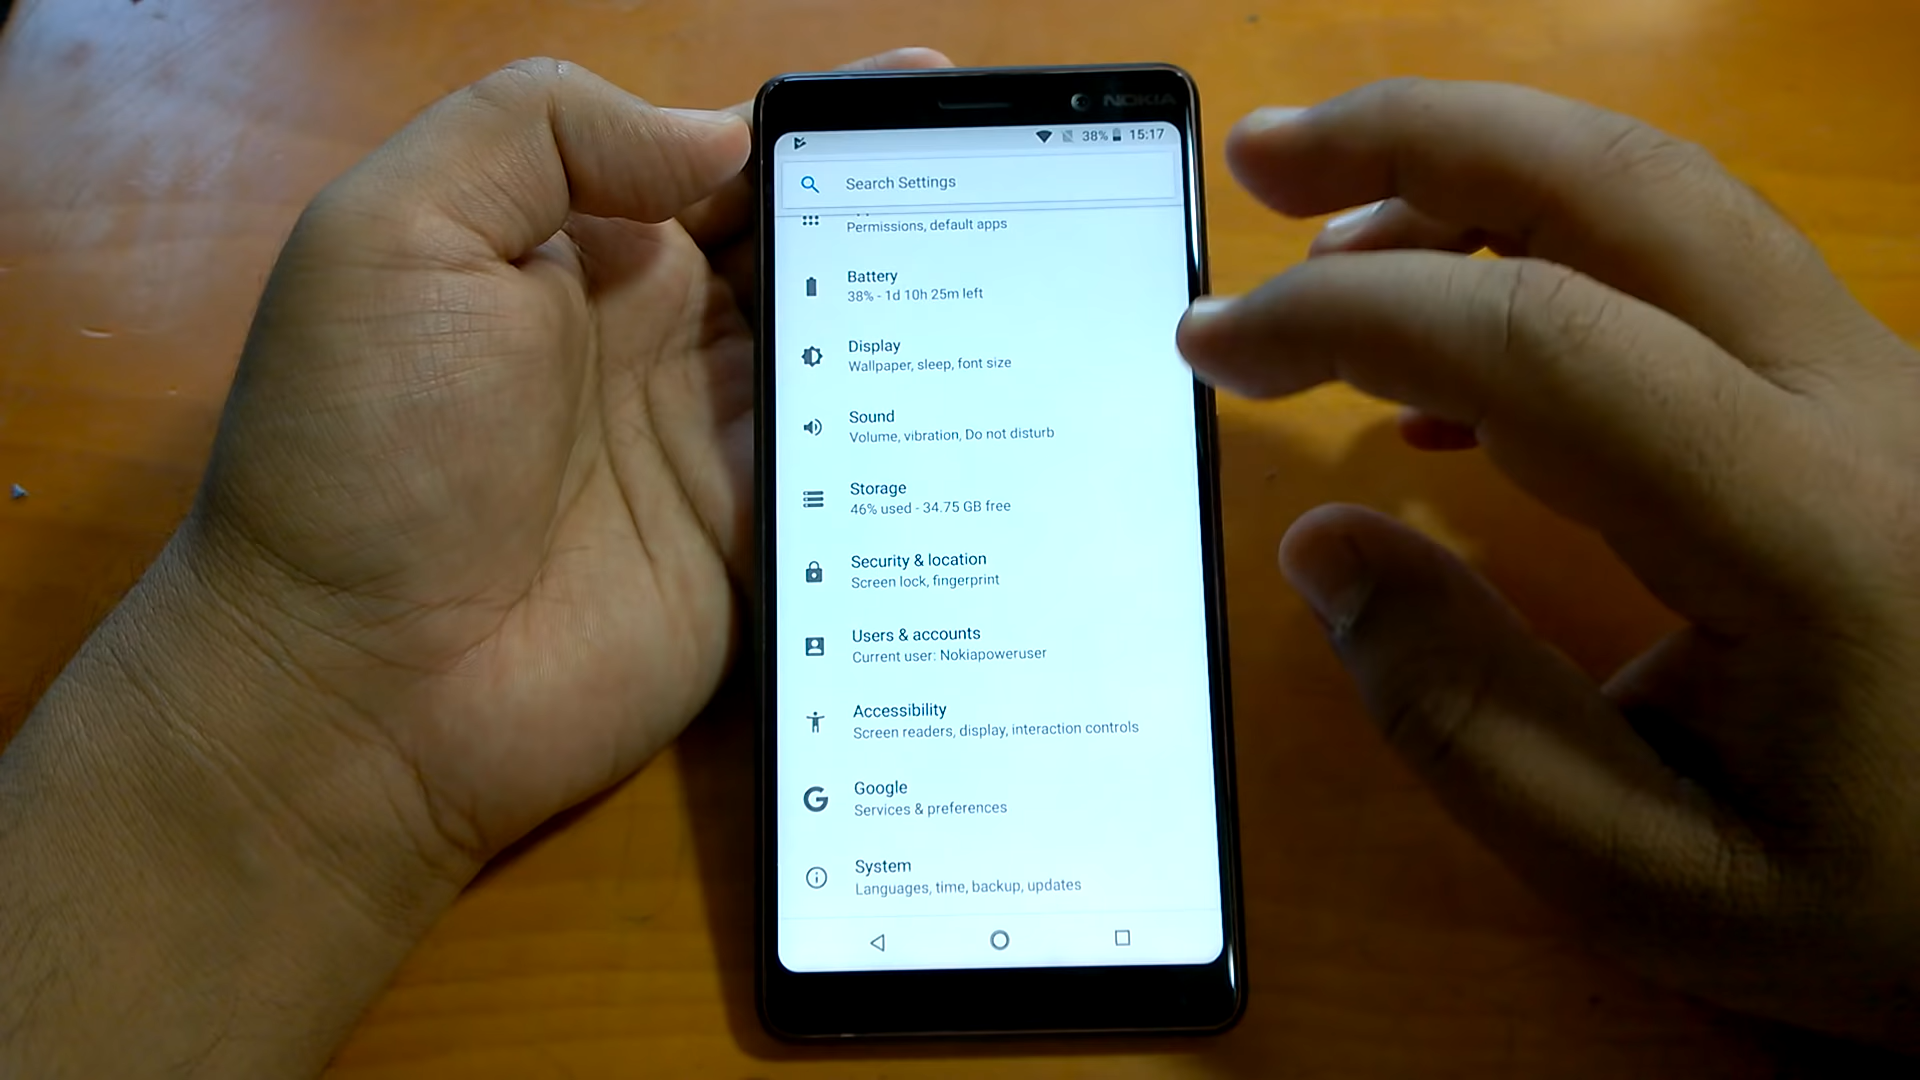 NOKIA
38% 15:17
Search Settings
Permissions, default apps
Battery
38% - 1d 10h 25m left
Display
Wallpaper, sleep, font size
Sound
Volume, vibration, Do not disturb
Storage
46% used - 34.75 GB free
Security & location
Screen lock, fingerprint
Users & accounts
Current user: Nokiapoweruser
Accessibility
Screen readers, display, interaction controls
Google
Services & preferences
System
Languages, time, backup, updates